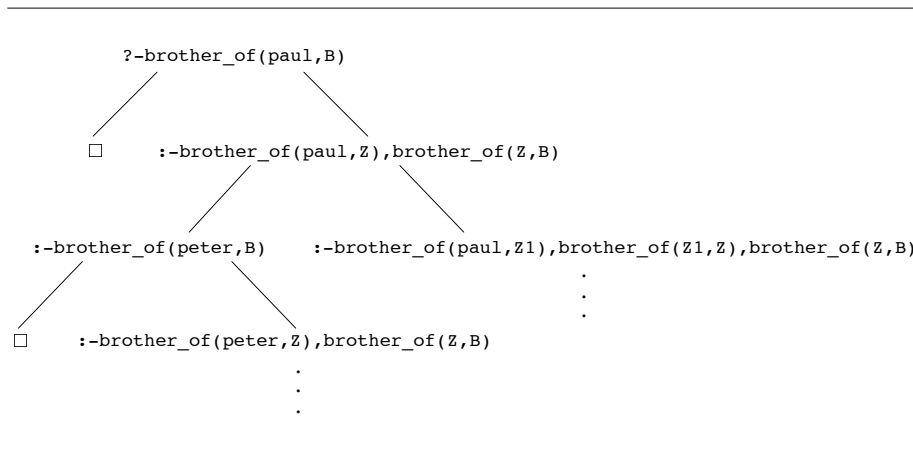 ?-brother_of(paul,B)
:-brother_of(paul,Z),brother_of(Z,B)
:-brother_of(peter,B) :-brother_of(paul,Z1),brother_of(Z1,Z),brother_of(Z,B)
:-brother_of(peter,Z),brother_of(Z,B)